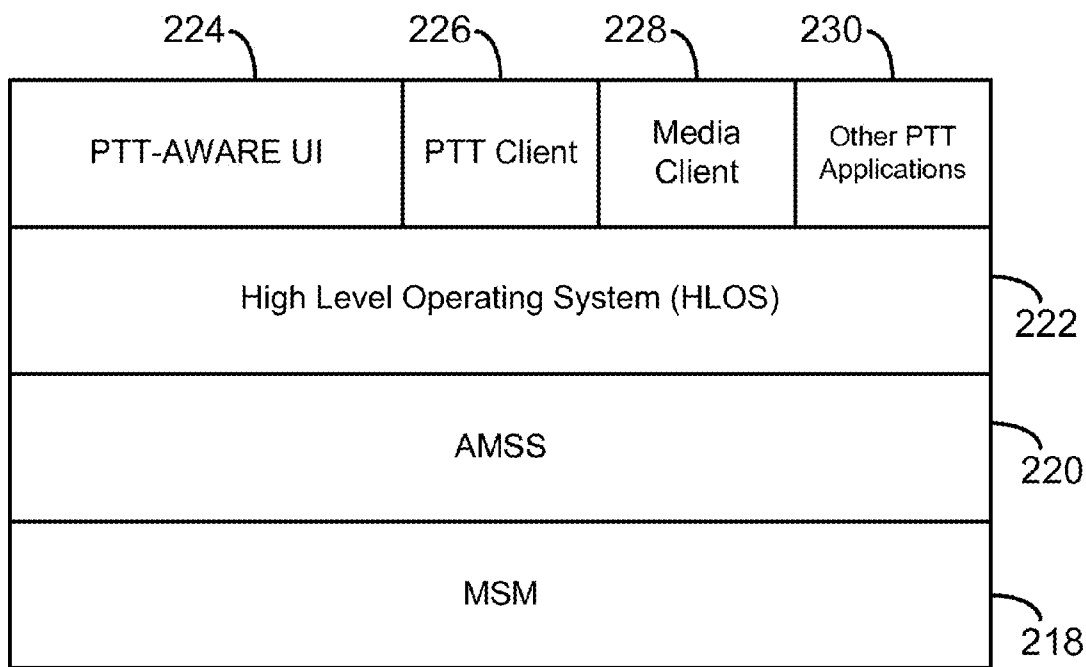 224 226 228 230
PTT-AWARE UI
PTT Client
Media
Client
Other PTT
Applications
High Level Operating System (HLOS)
222
AMSS
220
MSM
218